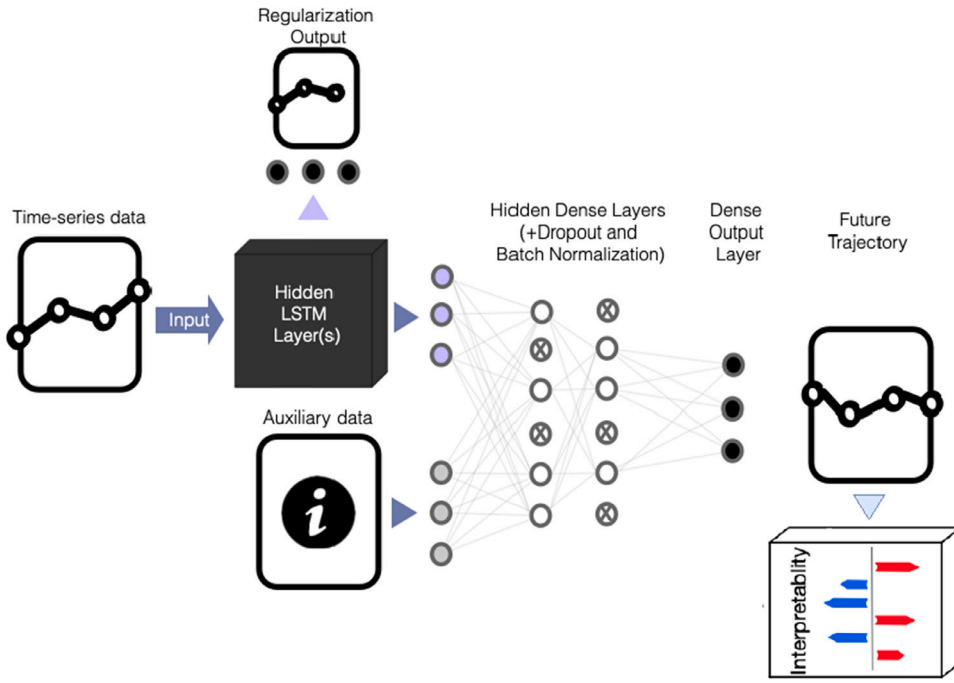 Regularization
Output
Time-series data
Input
Hidden
LSTM
Layer(s)
Hidden Dense Layers
(+Dropout and
Batch Normalization)
Dense
Output
Layer
Future
Trajectory
Auxiliary data
i
Interpretablity